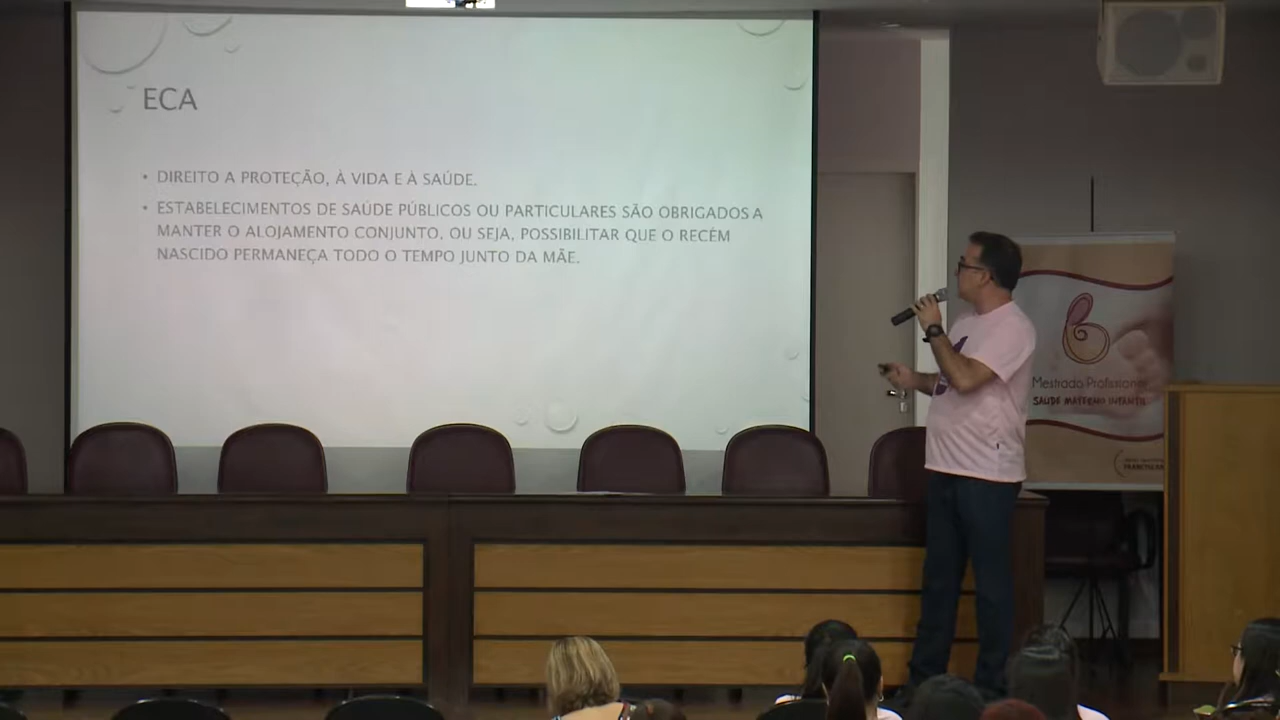 ECA
• DIREITO A PROTEÇÃO, À VIDA E À SAÚDE.
• ESTABELECIMENTOS DE SAÚDE PÚBLICOS OU PARTICULARES SÃO OBRIGADOS A
MANTER O ALOJAMENTO CONJUNTO, OU SEJA, POSSIBILITAR QUE O RECÉM
NASCIDO PERMANEÇA TODO O TEMPO JUNTO DA MÃE.
Mestrado Profissional
SAÚDE MATERNO INFANTIL